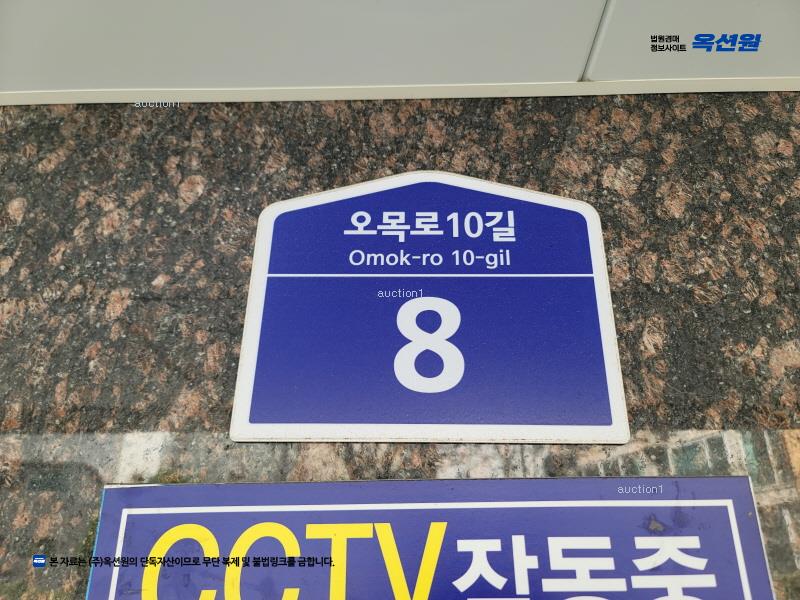 법원경매
정보사이트 옥션원
auction1
오목로10길
Omok-ro 10-gil
auction1
8
auction1
CCTV 작동중
본 자료는 (주)옥션원의 단독자산이므로 무단 복제 및 불법링크를 금합니다.